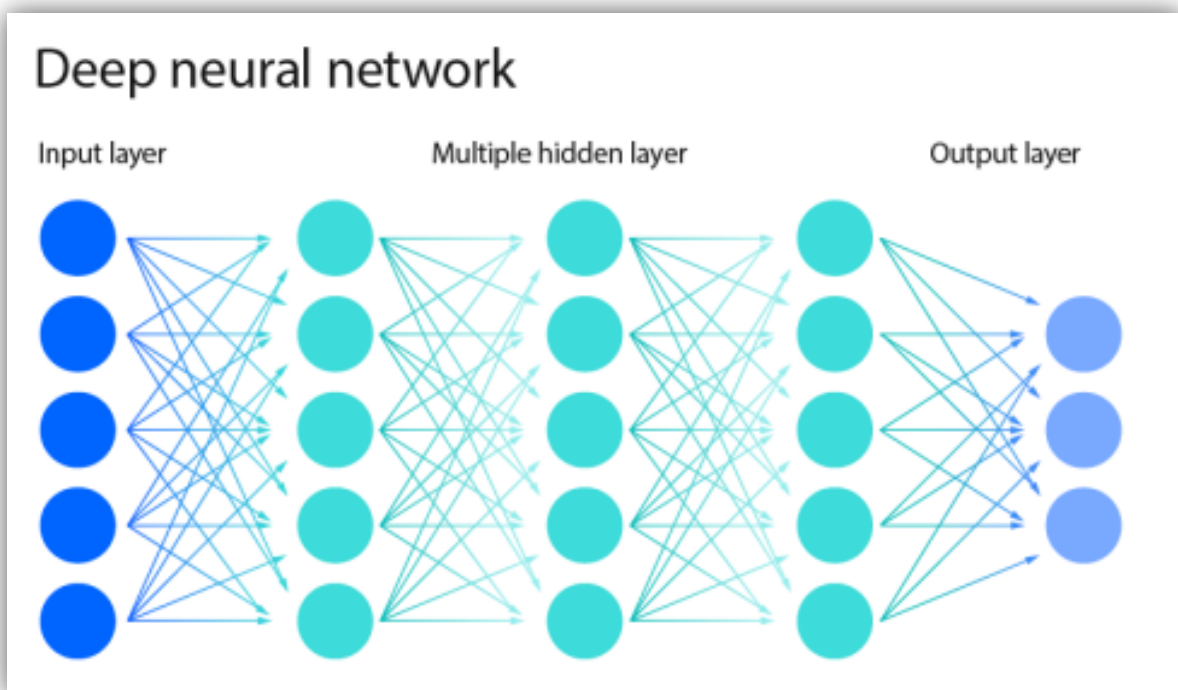 Deep neural network
Input layer
Multiple hidden layer
Output layer